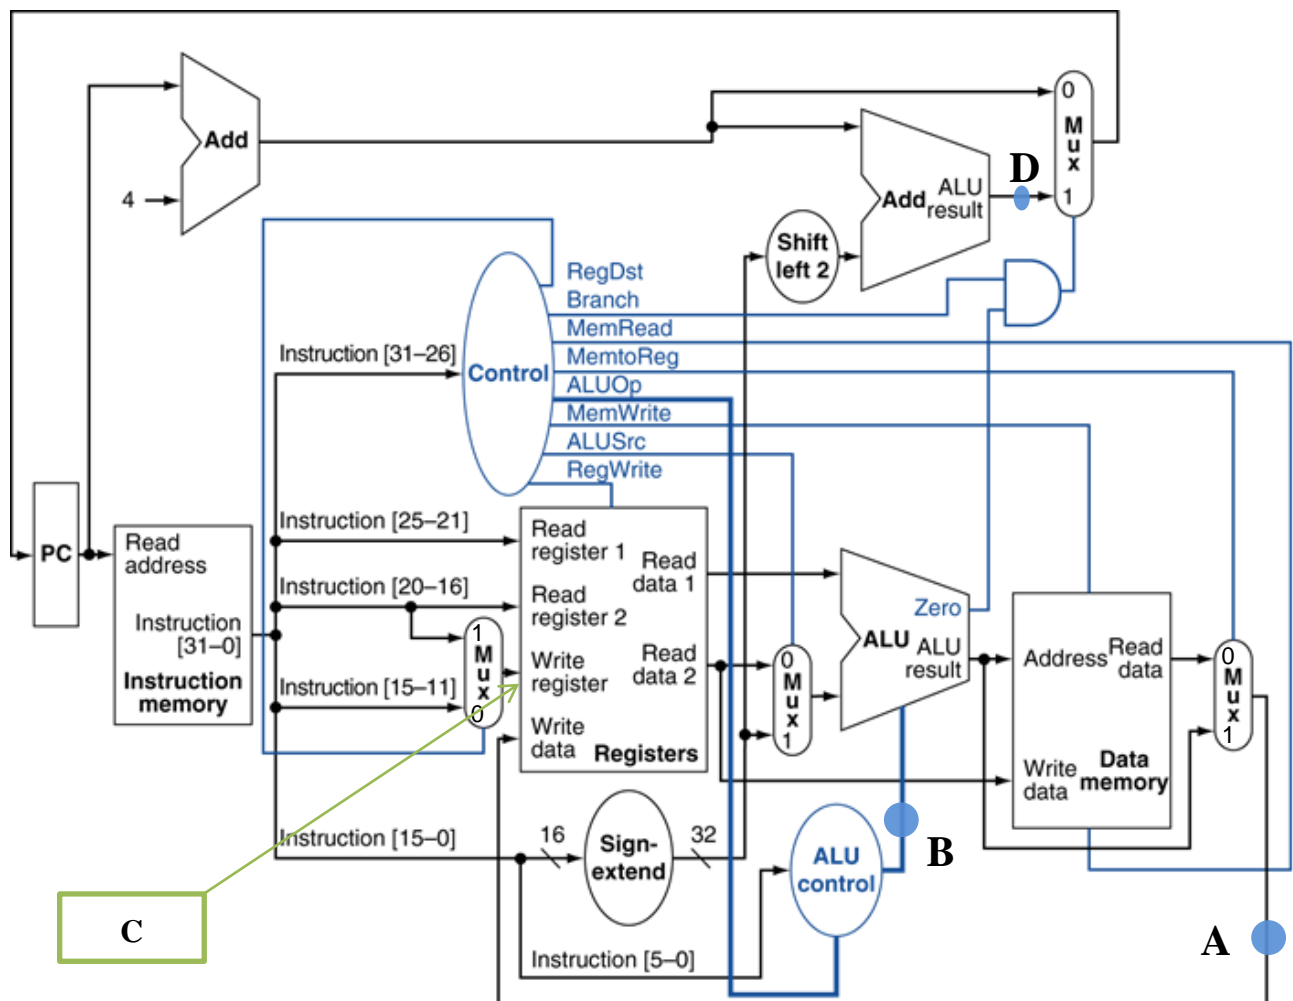 0
M
u
x
1
Add
4
D
Add ALU
result
Shift
left 2
RegDst
Branch
MemRead
MemtoReg
ALUOp
MemWrite
ALUSrc
RegWrite
Instruction [31–26]
Control
PC
Read
address
Instruction
[31–0]
Instruction
memory
Instruction [25–21]
Instruction [20–16]
Instruction [15–11]
1
M
u
x
0
Read
register 1
Read
register 2
Write
register
Write
data
Read
data 1
Read
data 2
Registers
0
M
u
x
1
Zero
ALU
ALU
result
Address
Read
data
Write
data
Data
memory
0
M
u
x
1
Instruction [15–0]
16
Sign-
extend
32
ALU
control
B
C
A
Instruction [5–0]